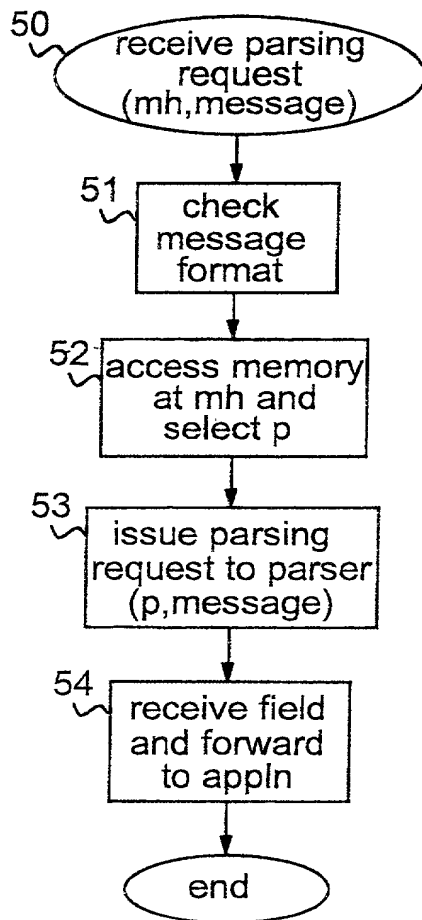 50
receive parsing
request
(mh,message)
51
check
message
format
52
access memory
at mh and
select p
53
issue parsing
request to parser
(p,message)
54
receive field
and forward
to appln
end